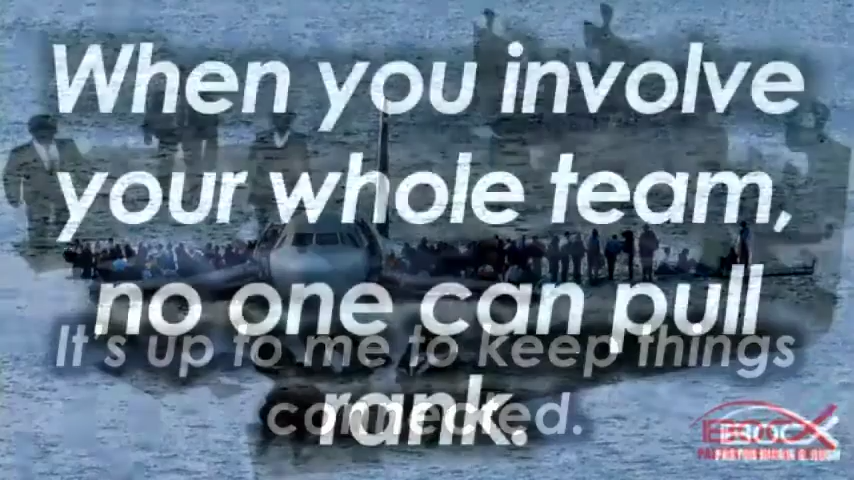 When you involve
your whole team,
no one can pull
It's up to me to keep things
rank.
connected.